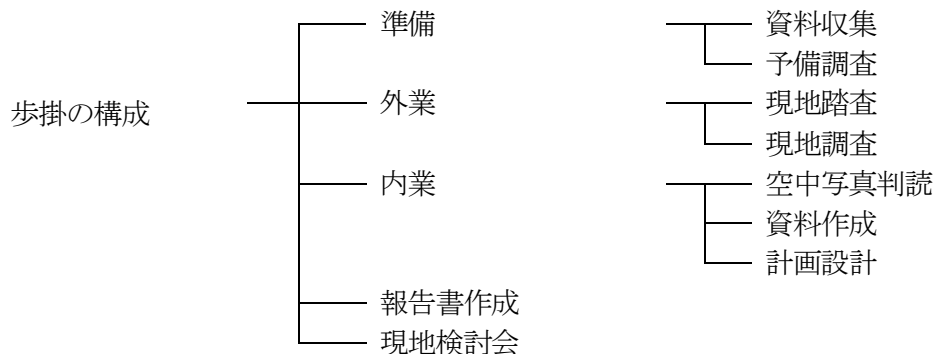 準備 資料収集
予備調査
歩掛の構成 外業 現地踏査
現地調査
内業 空中写真判読
資料作成
計画設計
報告書作成
現地検討会